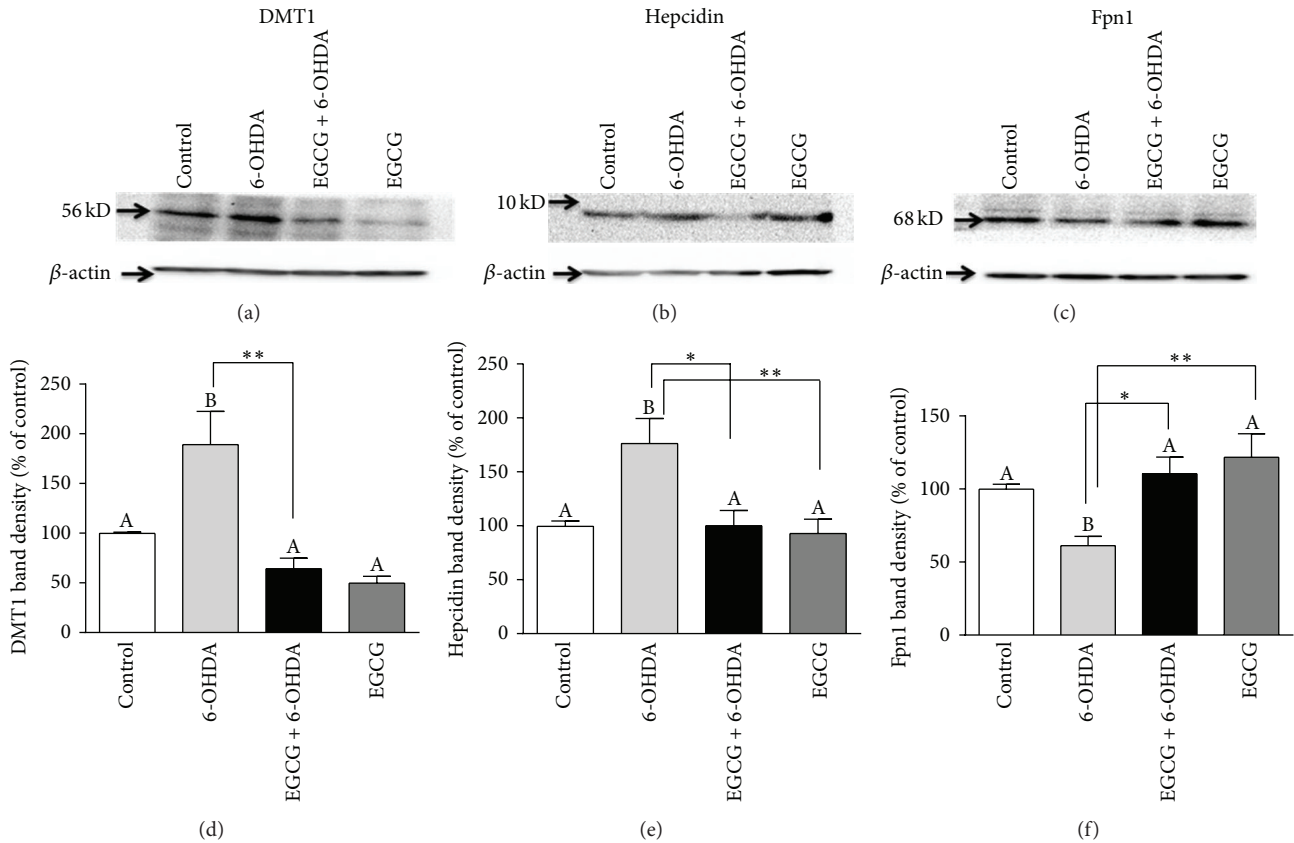 DMT1
Control
6-OHDA
EGCG + 6-OHDA
EGCG
56 kD
β-actin
(a)
Hepcidin
Control
6-OHDA
EGCG + 6-OHDA
EGCG
10 kD
β-actin
(b)
Fpn1
Control
6-OHDA
EGCG + 6-OHDA
EGCG
68 kD
β-actin
(c)
DMT1 band density (% of control)
250
200
150
100
50
0
A
B
A
A
**
Control
6-OHDA
EGCG + 6-OHDA
EGCG
(d)
Hepcidin band density (% of control)
250
200
150
100
50
0
A
B
A
A
*
**
Control
6-OHDA
EGCG + 6-OHDA
EGCG
(e)
Fpn1 band density (% of control)
150
100
50
0
A
B
A
A
*
**
Control
6-OHDA
EGCG + 6-OHDA
EGCG
(f)